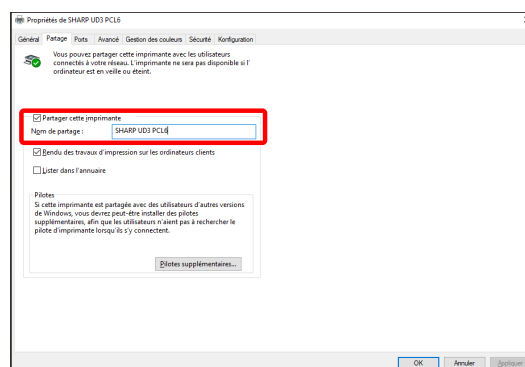 Propriétés de SHARP UD3 PCL6
Général Partage Ports Avancé Gestion des couleurs Sécurité Konfiguration
Vous pouvez partager cette imprimante avec les utilisateurs
connectés à votre réseau. L'imprimante ne sera pas disponible si l'
ordinateur est en veille ou éteint.
Partager cette imprimante
Nom de partage : SHARP UD3 PCL6
Rendu des travaux d'impression sur les ordinateurs clients
Lister dans l'annuaire
Pilotes
Si cette imprimante est partagée avec des utilisateurs d'autres versions
de Windows, vous devrez peut-être installer des pilotes
supplémentaires, afin que les utilisateurs n'aient pas à rechercher le
pilote d'imprimante lorsqu'ils s'y connectent.
Pilotes supplémentaires...
OK Annuler Appliquer